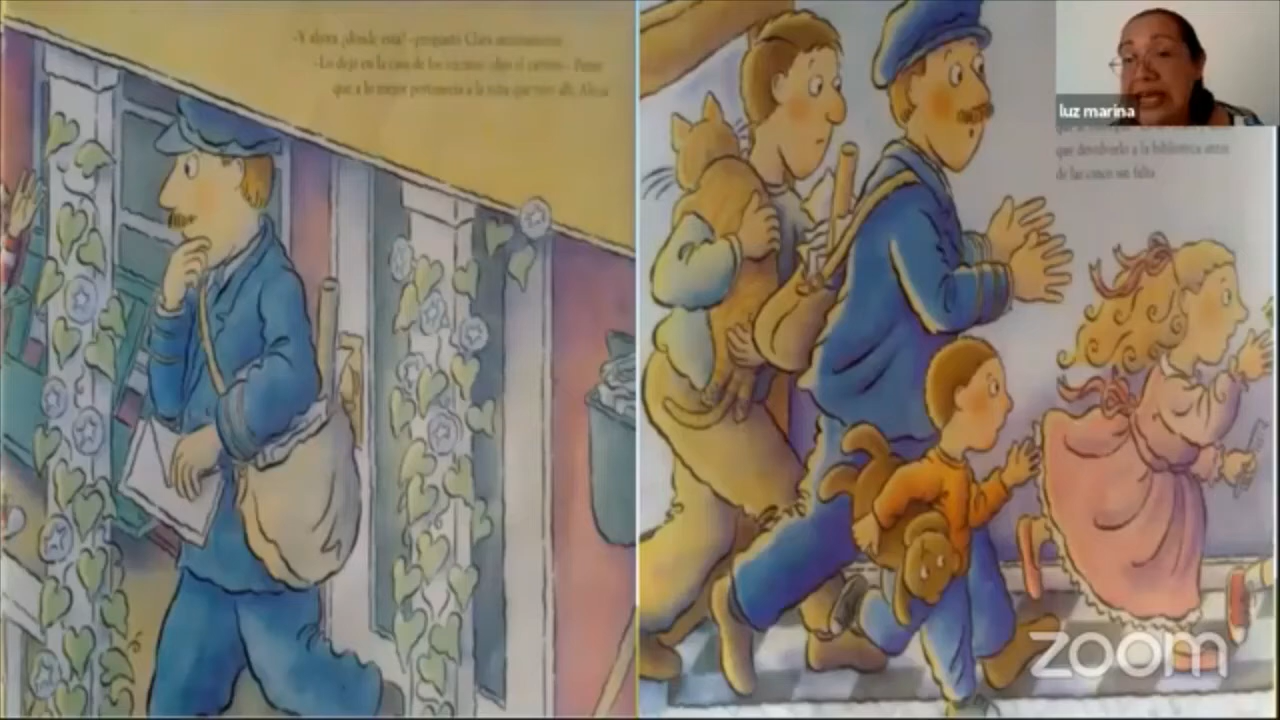 -Y ahora ¿dónde está? -preguntó Clara
-Lo dejé en la casa de los vecinos -dijo el cartero-. Pensé
que a lo mejor pertenecía a la niña que vive allí, Alicia
luz marina
que devolverlo a la biblioteca antes
de las cinco sin falta
zoom